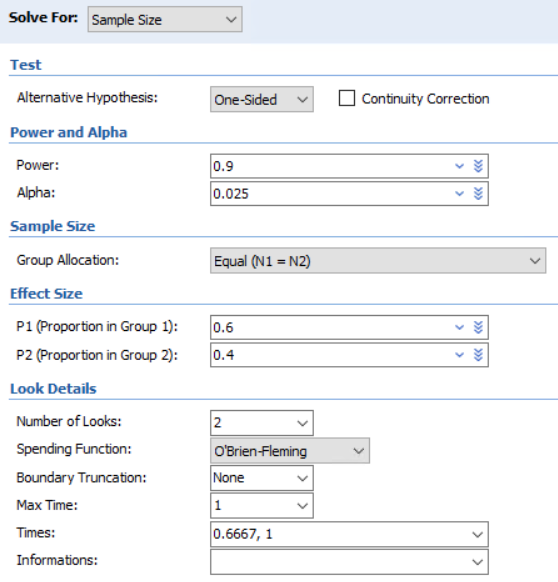 Solve For: Sample Size
Test
Alternative Hypothesis: One-Sided Continuity Correction
Power and Alpha
Power: 0.9
Alpha: 0.025
Sample Size
Group Allocation: Equal (N1 = N2)
Effect Size
P1 (Proportion in Group 1): 0.6
P2 (Proportion in Group 2): 0.4
Look Details
Number of Looks: 2
Spending Function: O'Brien-Fleming
Boundary Truncation: None
Max Time: 1
Times: 0.6667, 1
Informations: